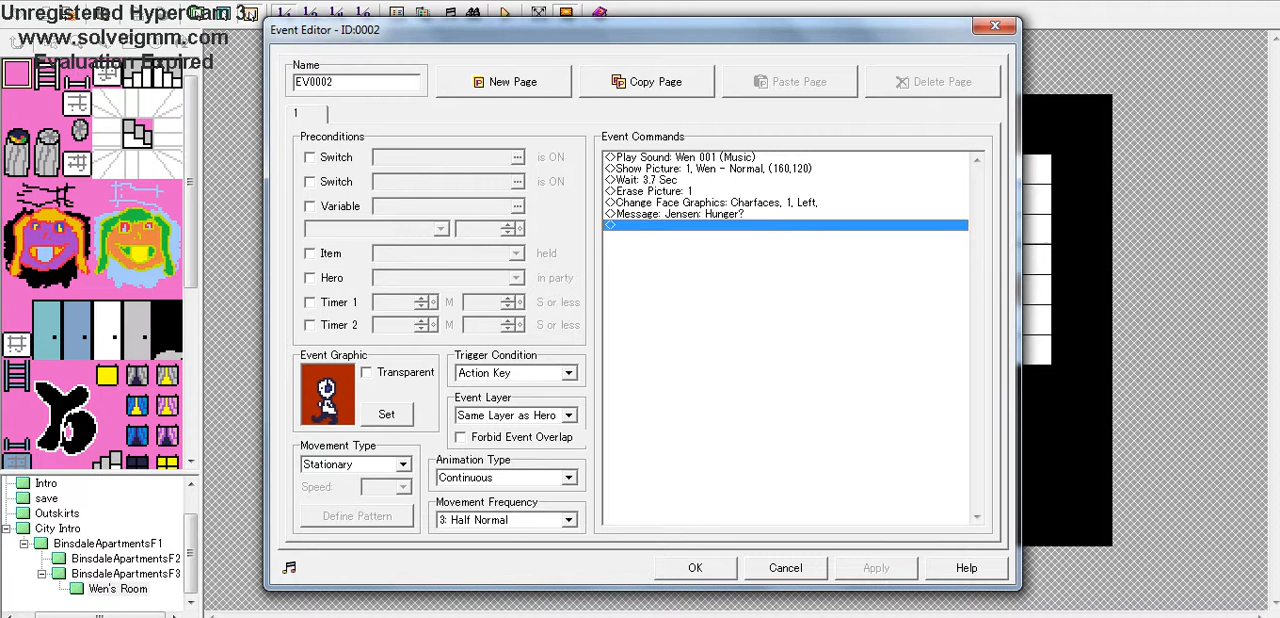 Unregistered HyperCam 3
www.solveigmm.com
Evaluation Expired
Event Editor - ID:0002
Name
EV0002
New Page
Copy Page
Paste Page
Delete Page
1
Preconditions
Switch ... is ON
Switch ... is ON
Variable ...
Item held
Hero in party
Timer 1 M S or less
Timer 2 M S or less
Event Graphic
Transparent
Set
Movement Type
Stationary
Speed:
Define Pattern
Trigger Condition
Action Key
Event Layer
Same Layer as Hero
Forbid Event Overlap
Animation Type
Continuous
Movement Frequency
3: Half Normal
Event Commands
<>Play Sound: Wen 001 (Music)
<>Show Picture: 1, Wen - Normal, (160,120)
<>Wait: 3.7 Sec
<>Erase Picture: 1
<>Change Face Graphics: Charfaces, 1, Left,
<>Message: Jensen: Hunger?
<>
OK
Cancel
Apply
Help
Intro
save
Outskirts
City Intro
BinsdaleApartmentsF1
BinsdaleApartmentsF2
BinsdaleApartmentsF3
Wen's Room